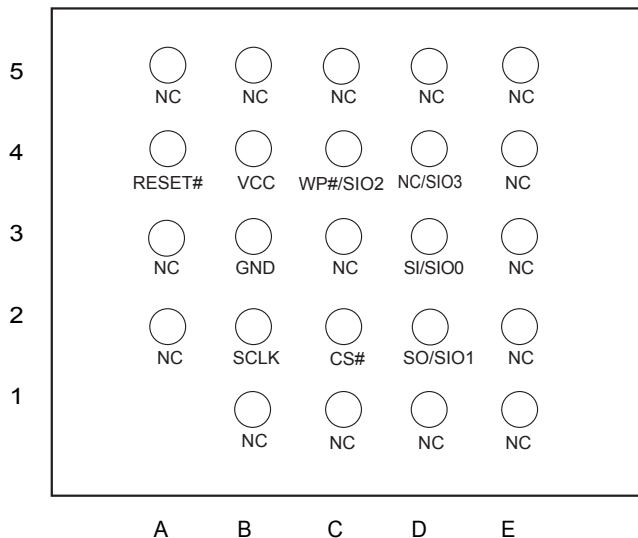 5
NC NC NC NC NC
4
RESET# VCC WP#/SIO2 NC/SIO3 NC
3
NC GND NC SI/SIO0 NC
2
NC SCLK CS# SO/SIO1 NC
1
NC NC NC NC
A B C D E